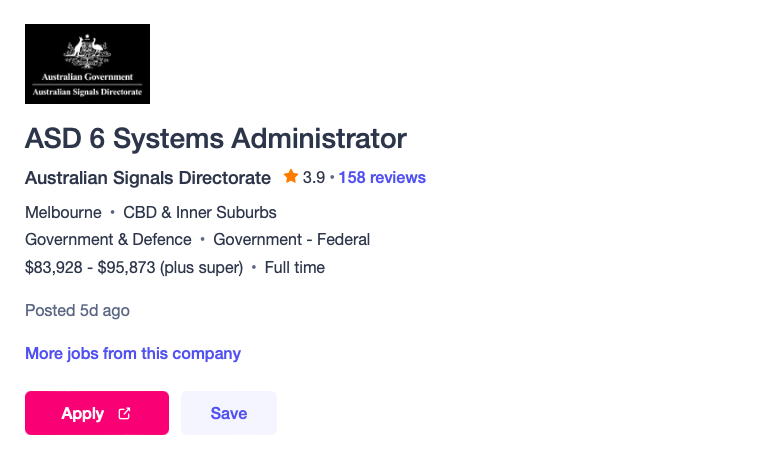 Australian Government
Australian Signals Directorate
ASD 6 Systems Administrator
Australian Signals Directorate 3.9 • 158 reviews
Melbourne • CBD & Inner Suburbs
Government & Defence • Government - Federal
$83,928 - $95,873 (plus super) • Full time
Posted 5d ago
More jobs from this company
Apply Save